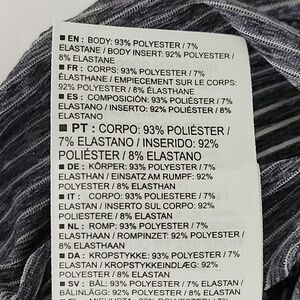 ■ EN : BODY: 93% POLYESTER / 7%
ELASTANE / BODY INSERT: 92% POLYESTER
/ 8% ELASTANE
■ FR : CORPS: 93% POLYESTER / 7%
ÉLASTHANE / EMPIECEMENT SUR LE CORPS:
92% POLYESTER / 8% ÉLASTHANE
■ ES : COMPOSICIÓN: 93% POLIÉSTER / 7%
ELASTANO / INSERTO: 92% POLIÉSTER / 8%
ELASTANO
■ PT : CORPO: 93% POLIÉSTER /
7% ELASTANO / INSERIDO: 92%
POLIÉSTER / 8% ELASTANO
■ DE : KÖRPER: 93% POLYESTER / 7%
ELASTHAN / EINSATZ AM RUMPF: 92%
POLYESTER / 8% ELASTHAN
■ IT : CORPO: 93% POLIESTERE / 7%
ELASTAN / INSERTO SUL CORPO: 92%
POLIESTERE / 8% ELASTAN
■ NL : ROMP: 93% POLYESTER / 7%
ELASTHAAN / ROMPINZET: 92% POLYESTER /
8% ELASTHAAN
■ DA : KROPSTYKKE: 93% POLYESTER / 7%
ELASTAN / KROPSTYKKEINDLÆG: 92%
POLYESTER / 8% ELASTAN
■ SV : BÅL: 93% POLYESTER / 7% ELASTAN /
BÅLINLÄGG: 92% POLYESTER / 8% ELASTAN